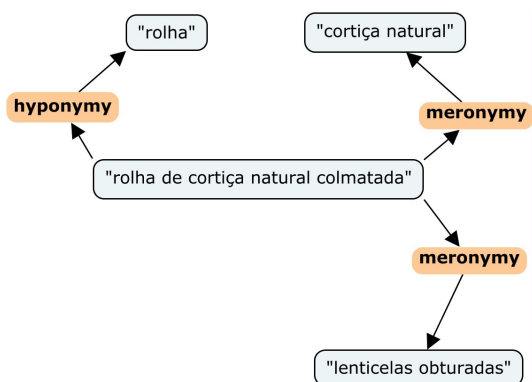 "rolha"
"cortiça natural"
hyponymy
meronymy
"rolha de cortiça natural colmatada"
meronymy
"lenticelas obturadas"